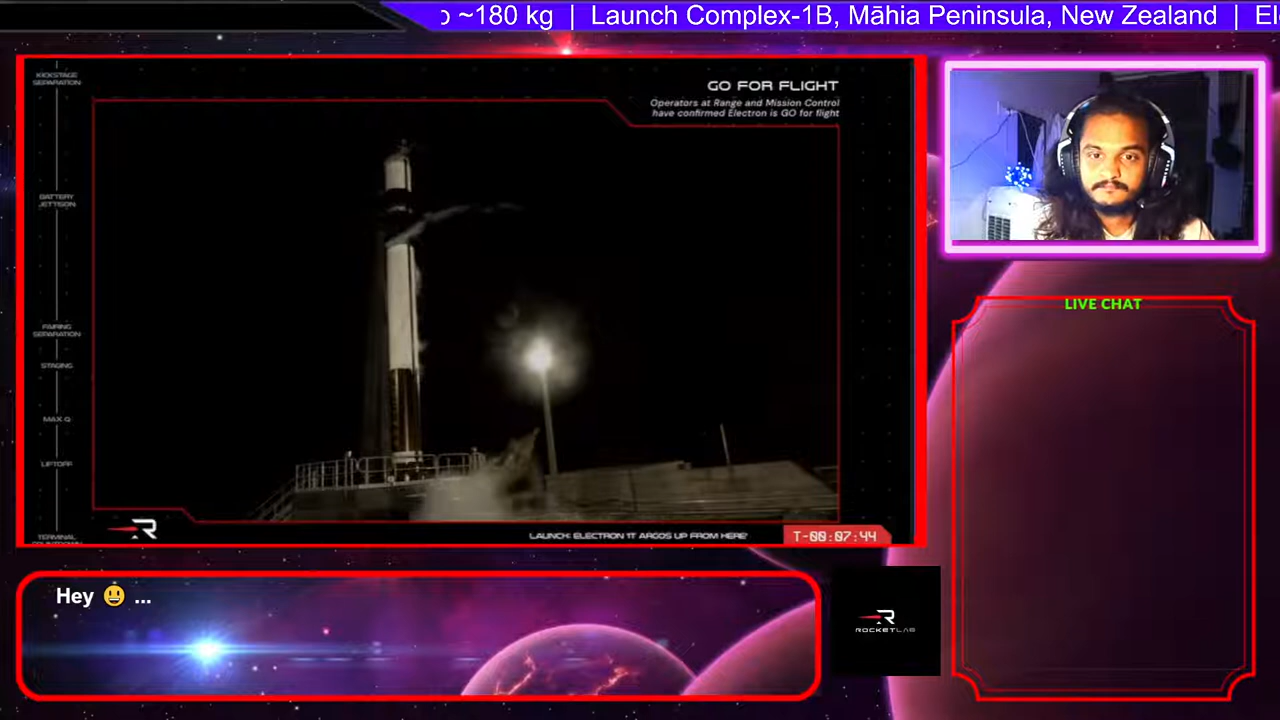 ~180 kg | Launch Complex-1B, Māhia Peninsula, New Zealand | El
KICKSTAGE
SEPARATION
GO FOR FLIGHT
Operators at Range and Mission Control
have confirmed Electron is GO for flight
BATTERY
JETTISON
FAIRING
SEPARATION
STAGING
MAX Q
LIFTOFF
TERMINAL
COUNTDOWN
R
LAUNCH: ELECTRON 'IT ARGOS UP FROM HERE'
T-00:07:44
LIVE CHAT
Hey 😃 ...
R
ROCKETLAB